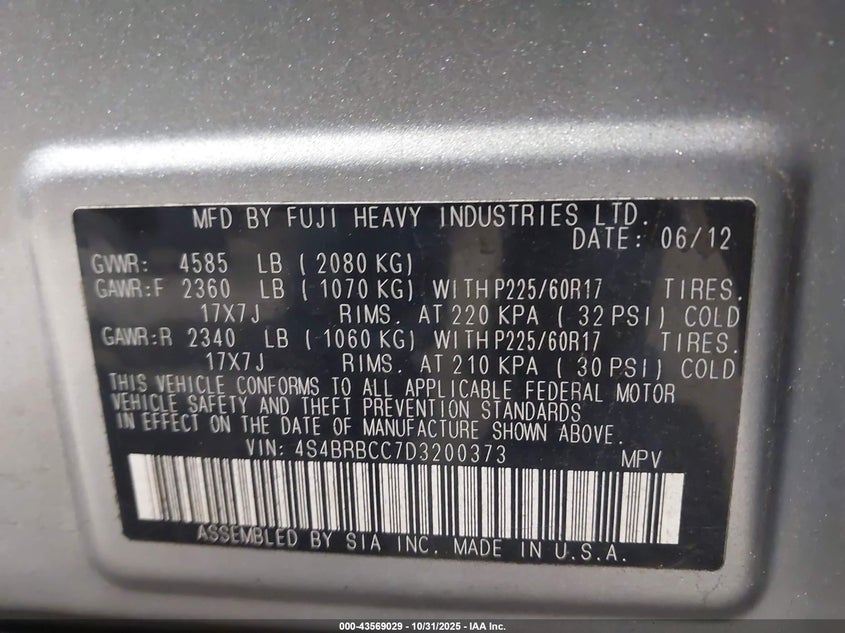 MFD BY FUJI HEAVY INDUSTRIES LTD.
DATE: 06/12
GVWR: 4585 LB ( 2080 KG)
GAWR:F 2360 LB ( 1070 KG) WITH P225/60R17 TIRES.
17X7J RIMS. AT 220 KPA ( 32 PSI) COLD
GAWR:R 2340 LB ( 1060 KG) WITH P225/60R17 TIRES.
17X7J RIMS. AT 210 KPA ( 30 PSI) COLD
THIS VEHICLE CONFORMS TO ALL APPLICABLE FEDERAL MOTOR
VEHICLE SAFETY AND THEFT PREVENTION STANDARDS
IN EFFECT ON THE DATE OF MANUFACTURE SHOWN ABOVE.
VIN: 4S4BRBCC7D3200373 MPV
ASSEMBLED BY SIA INC. MADE IN U.S.A.
000-43569029 - 10/31/2025 - IAA Inc.